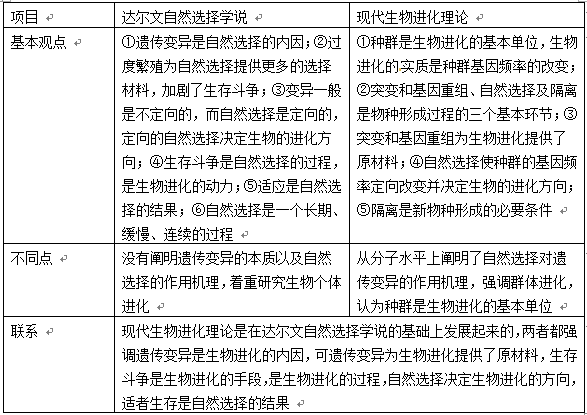 项目 达尔文自然选择学说 现代生物进化理论
基本观点
①遗传变异是自然选择的内因;②过
度繁殖为自然选择提供更多的选择
材料,加剧了生存斗争;③变异一般
是不定向的,而自然选择是定向的,
定向的自然选择决定生物的进化方
向;④生存斗争是自然选择的过程,
是生物进化的动力;⑤适应是自然选
择的结果;⑥自然选择是一个长期、
缓慢、连续的过程
①种群是生物进化的基本单位,生物
进化的实质是种群基因频率的改变;
②突变和基因重组、自然选择及隔离
是物种形成过程的三个基本环节;③
突变和基因重组为生物进化提供了
原材料;④自然选择使种群的基因频
率定向改变并决定生物的进化方向;
⑤隔离是新物种形成的必要条件
不同点
没有阐明遗传变异的本质以及自然
选择的作用机理,着重研究生物个体
进化
从分子水平上阐明了自然选择对遗
传变异的作用机理,强调群体进化,
认为种群是生物进化的基本单位
联系
现代生物进化理论是在达尔文自然选择学说的基础上发展起来的,两者都强
调遗传变异是生物进化的内因,可遗传变异为生物进化提供了原材料,生存
斗争是生物进化的手段,是生物进化的过程,自然选择决定生物进化的方向,
适者生存是自然选择的结果